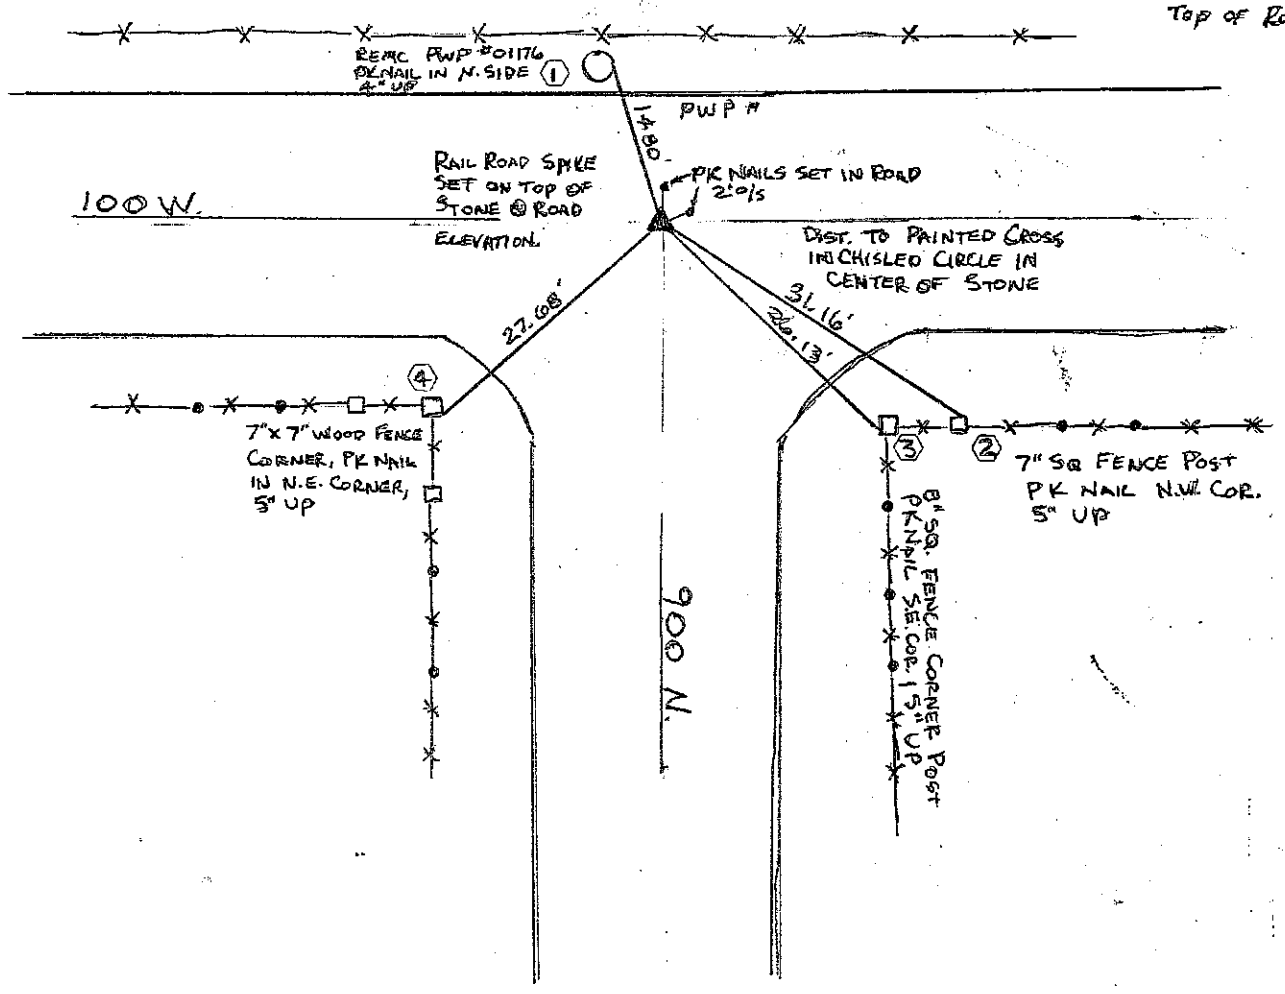 TOP OF
REMC PWP #01176
PK NAIL IN N. SIDE
4" UP
1
PWP #
14.80'
RAIL ROAD SPIKE
SET ON TOP OF
STONE @ ROAD
ELEVATION.
PK NAILS SET IN ROAD
2' O/S
100 W.
DIST. TO PAINTED CROSS
IN CHISLED CIRCLE IN
CENTER OF STONE
27.68'
31.16'
26.13'
4
7" X 7" WOOD FENCE
CORNER, PK NAIL
IN N.E. CORNER,
5" UP
3
2
7" SQ FENCE POST
PK NAIL N.W. COR.
5" UP
8" SQ. FENCE CORNER POST
PK NAIL S.E. COR. 15" UP
900 N.